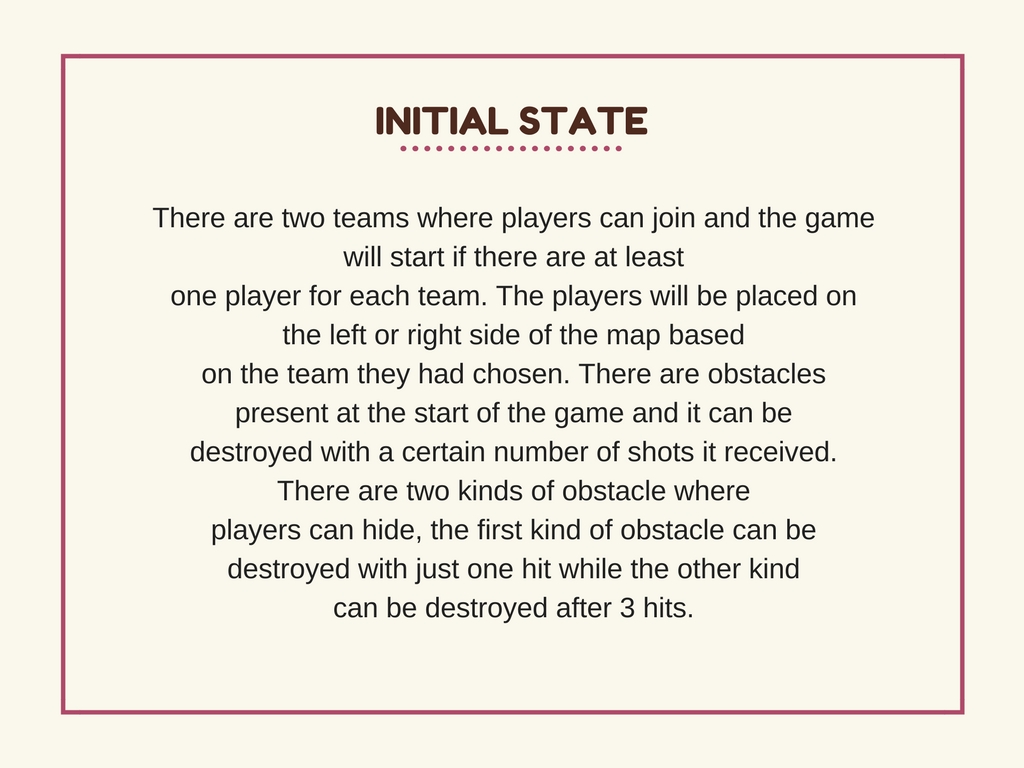 INITIAL STATE
There are two teams where players can join and the game
will start if there are at least
one player for each team. The players will be placed on
the left or right side of the map based
on the team they had chosen. There are obstacles
present at the start of the game and it can be
destroyed with a certain number of shots it received.
There are two kinds of obstacle where
players can hide, the first kind of obstacle can be
destroyed with just one hit while the other kind
can be destroyed after 3 hits.